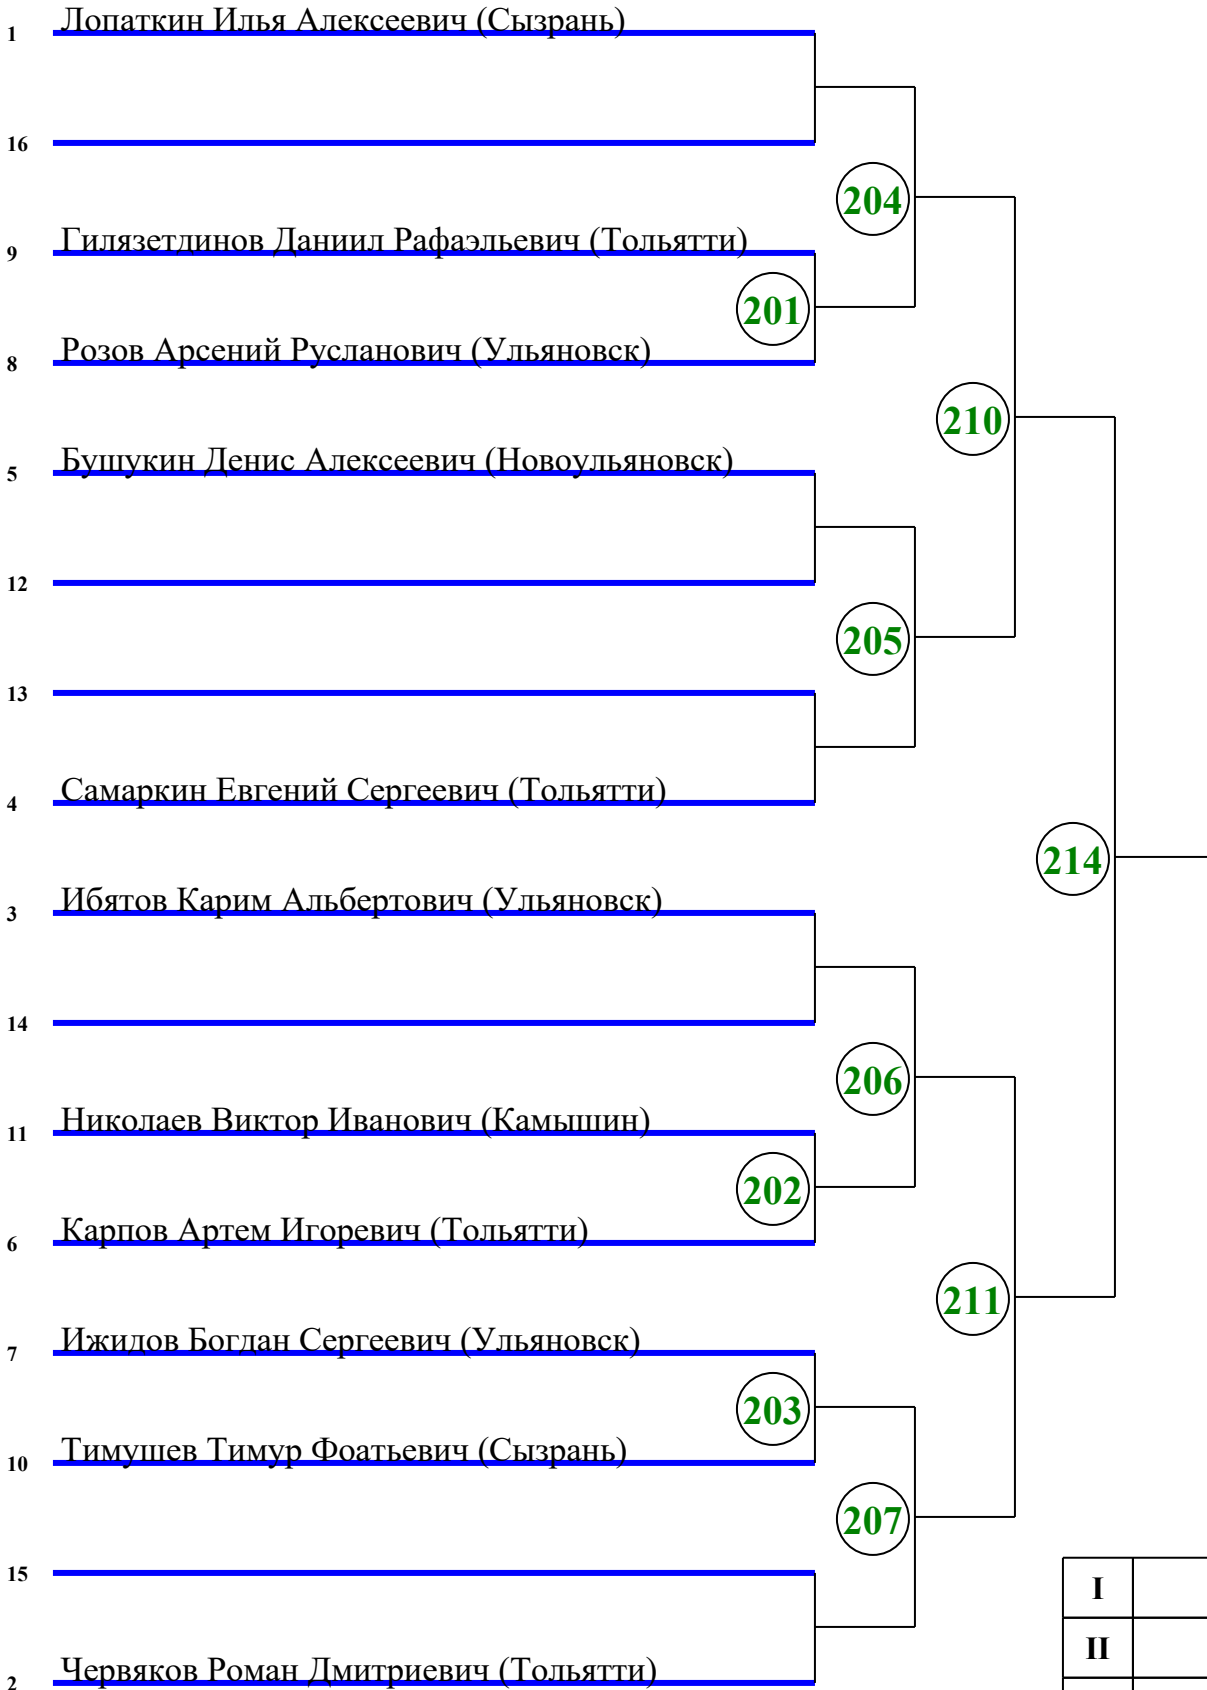 1 Лопаткин Илья Алексеевич (Сызрань)
16
204
9 Гилязетдинов Даниил Рафаэльевич (Тольятти)
201
8 Розов Арсений Русланович (Ульяновск)
210
5 Бушукин Денис Алексеевич (Новоульяновск)
12
205
13
4 Самаркин Евгений Сергеевич (Тольятти)
214
3 Ибятов Карим Альбертович (Ульяновск)
14
206
11 Николаев Виктор Иванович (Камышин)
202
6 Карпов Артем Игоревич (Тольятти)
211
7 Ижидов Богдан Сергеевич (Ульяновск)
203
10 Тимушев Тимур Фоатьевич (Сызрань)
207
15
I
II
2 Червяков Роман Дмитриевич (Тольятти)